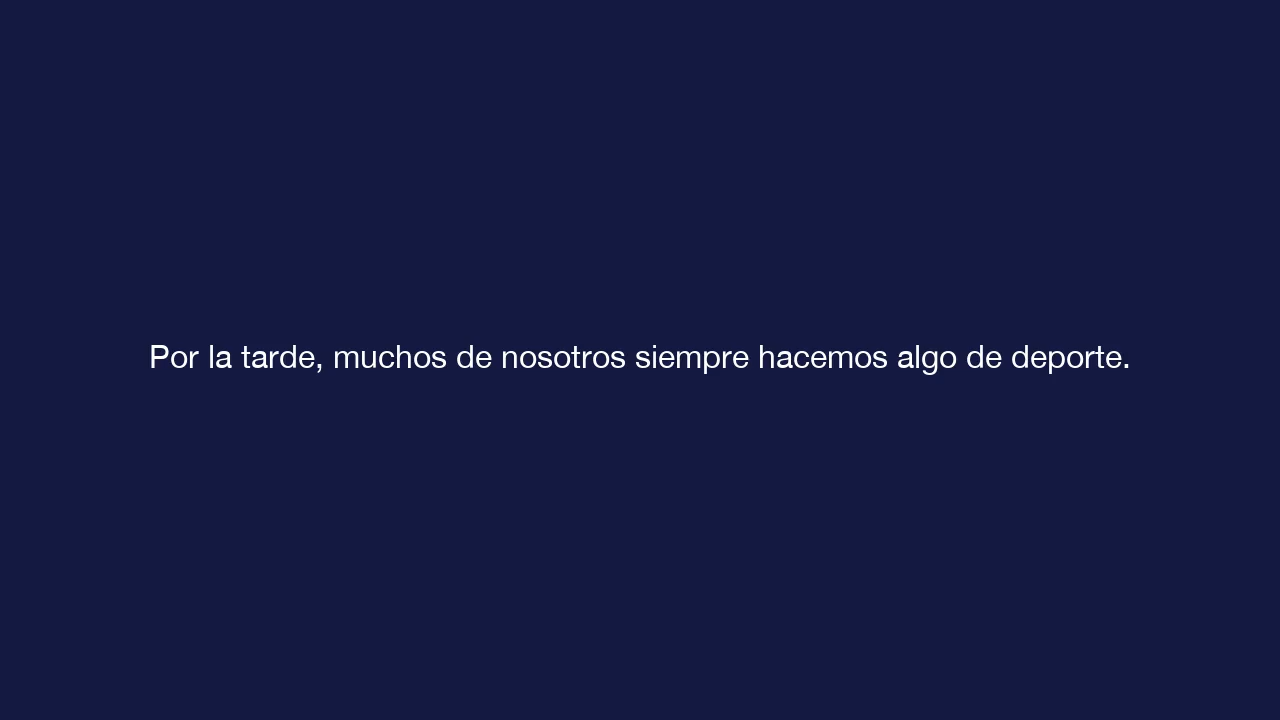 Por la tarde, muchos de nosotros siempre hacemos algo de deporte.